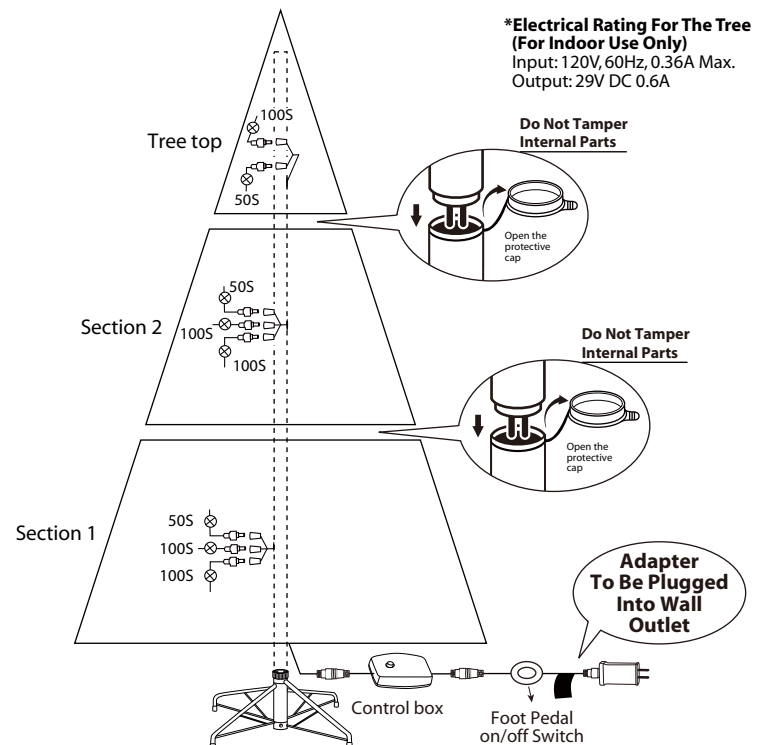 *Electrical Rating For The Tree
(For Indoor Use Only)
Input: 120V, 60Hz, 0.36A Max.
Output: 29V DC 0.6A
Tree top
100S
50S
Do Not Tamper
Internal Parts
Open the
protective
cap
Section 2
50S
100S
100S
Do Not Tamper
Internal Parts
Open the
protective
cap
Section 1
50S
100S
100S
Adapter
To Be Plugged
Into Wall
Outlet
Control box
Foot Pedal
on/off Switch